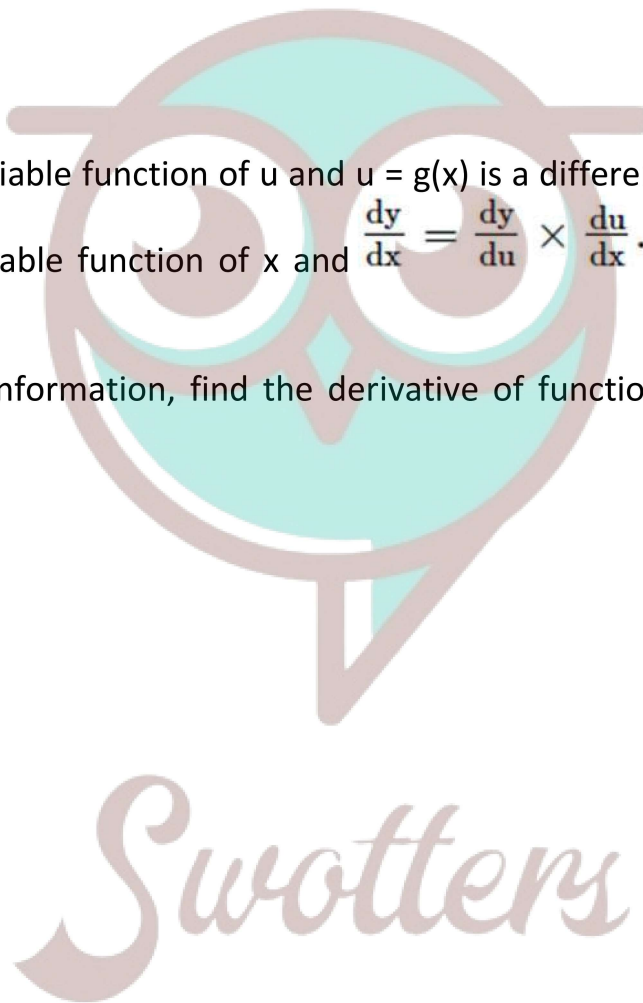 iable function of u and u = g(x) is a differe
able function of x and dy/dx = dy/du × du/dx.
nformation, find the derivative of functio
Swotters